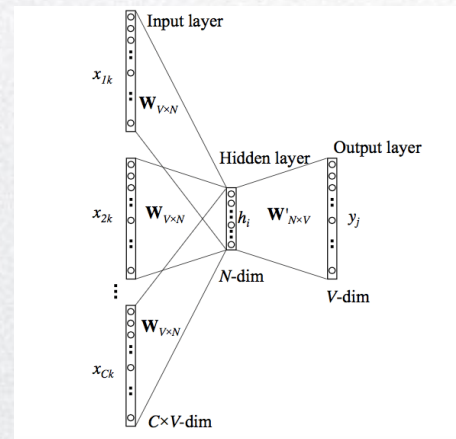 Input layer
x1k
WV×N
Hidden layer
Output layer
x2k
WV×N
hi
W'N×V
yj
N-dim
V-dim
WV×N
xCk
C×V-dim